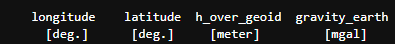 longitude latitude h_over_geoid gravity_earth
[deg.] [deg.] [meter] [mgal]